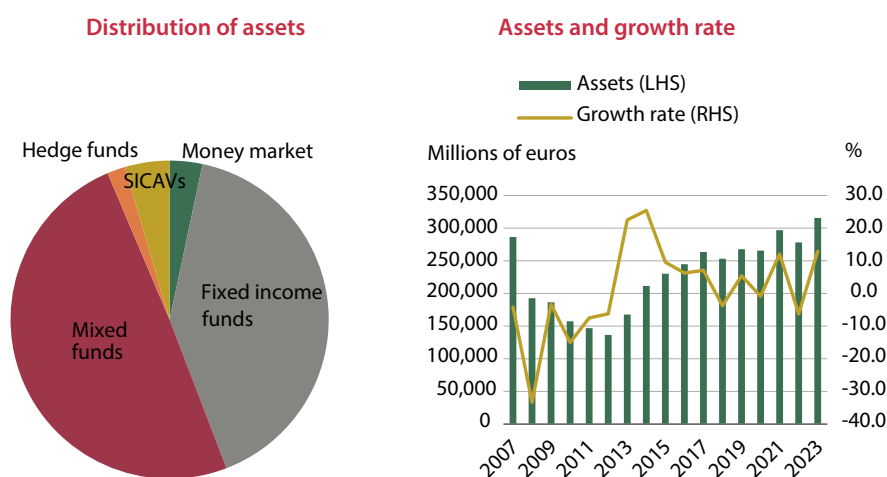 Distribution of assets
Hedge funds
Money market
SICAVs
Fixed income
funds
Mixed
funds
Assets and growth rate
Assets (LHS)
Growth rate (RHS)
Millions of euros
%
350,000
300,000
250,000
200,000
150,000
100,000
50,000
0
30.0
20.0
10.0
0.0
-10.0
-20.0
-30.0
-40.0
2007
2009
2011
2013
2015
2017
2019
2021
2023